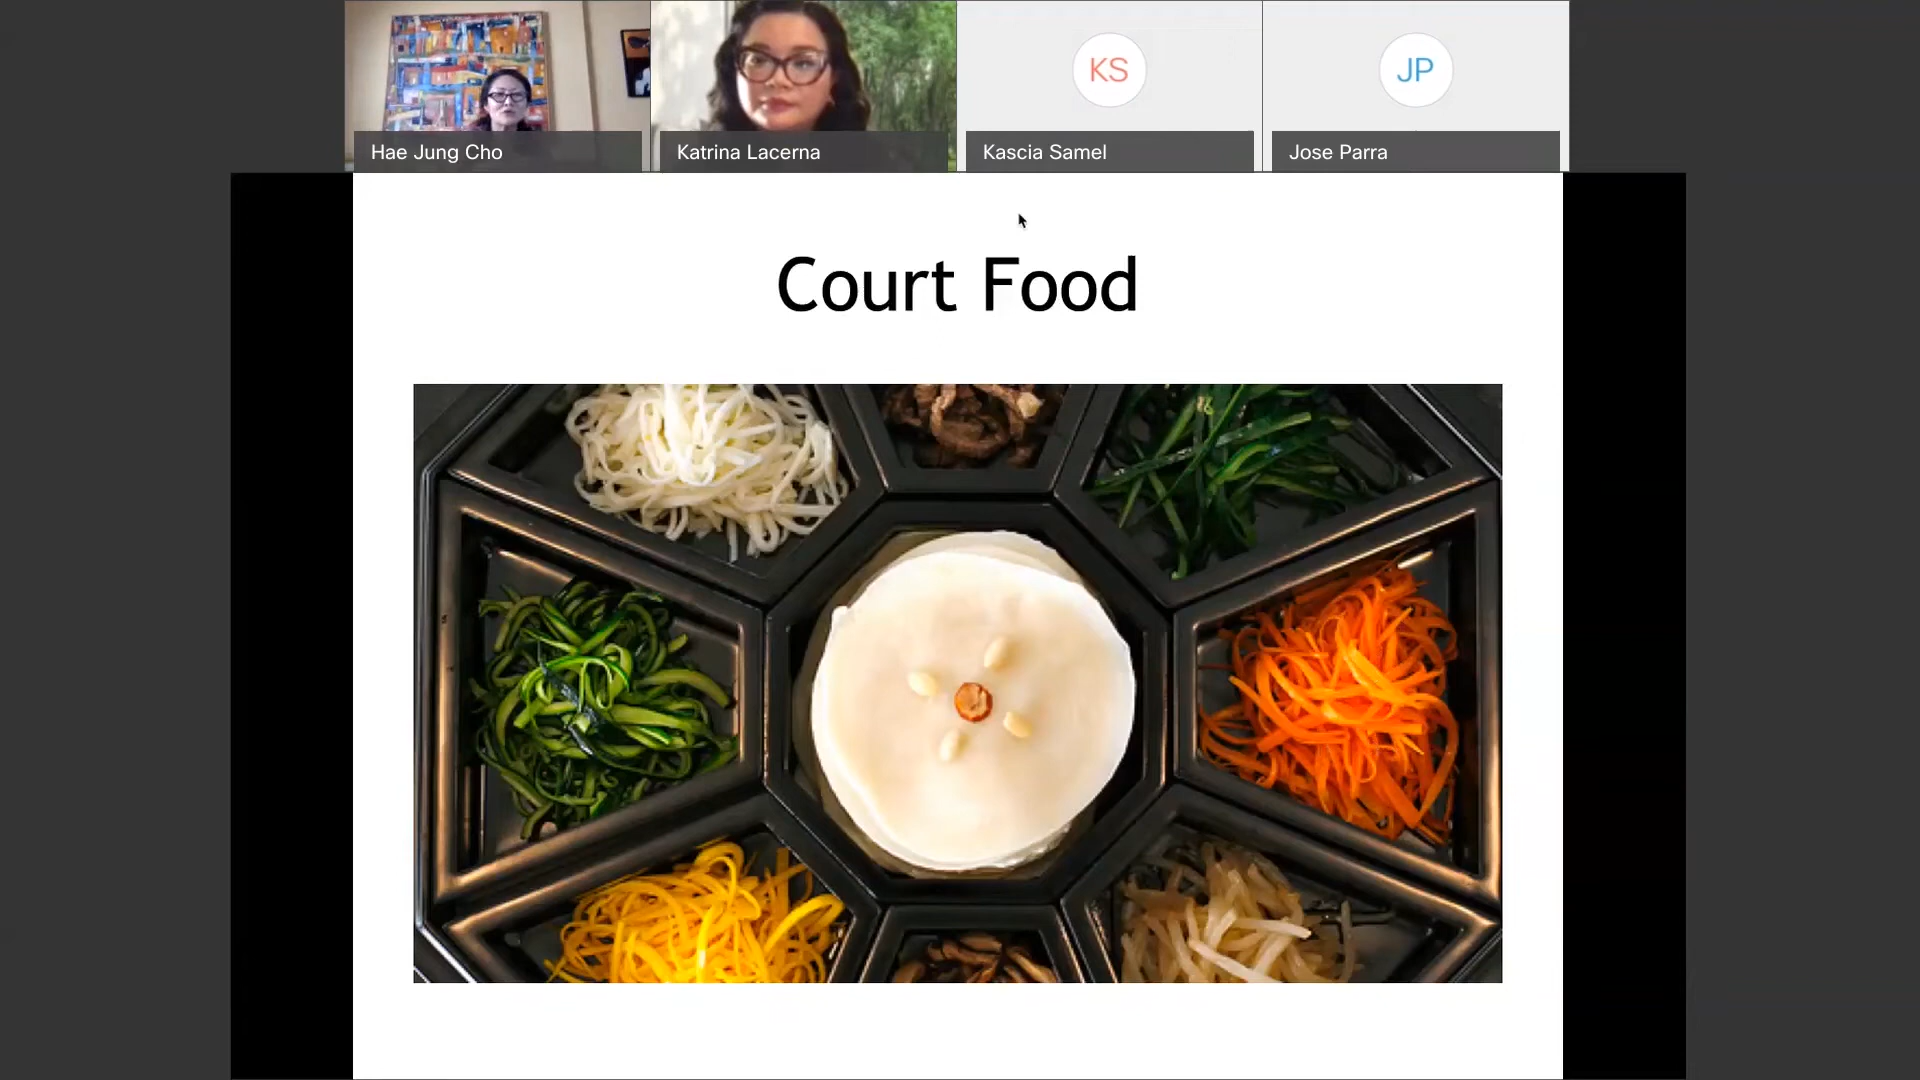 KS
JP
Hae Jung Cho
Katrina Lacerna
Kascia Samel
Jose Parra
Court Food